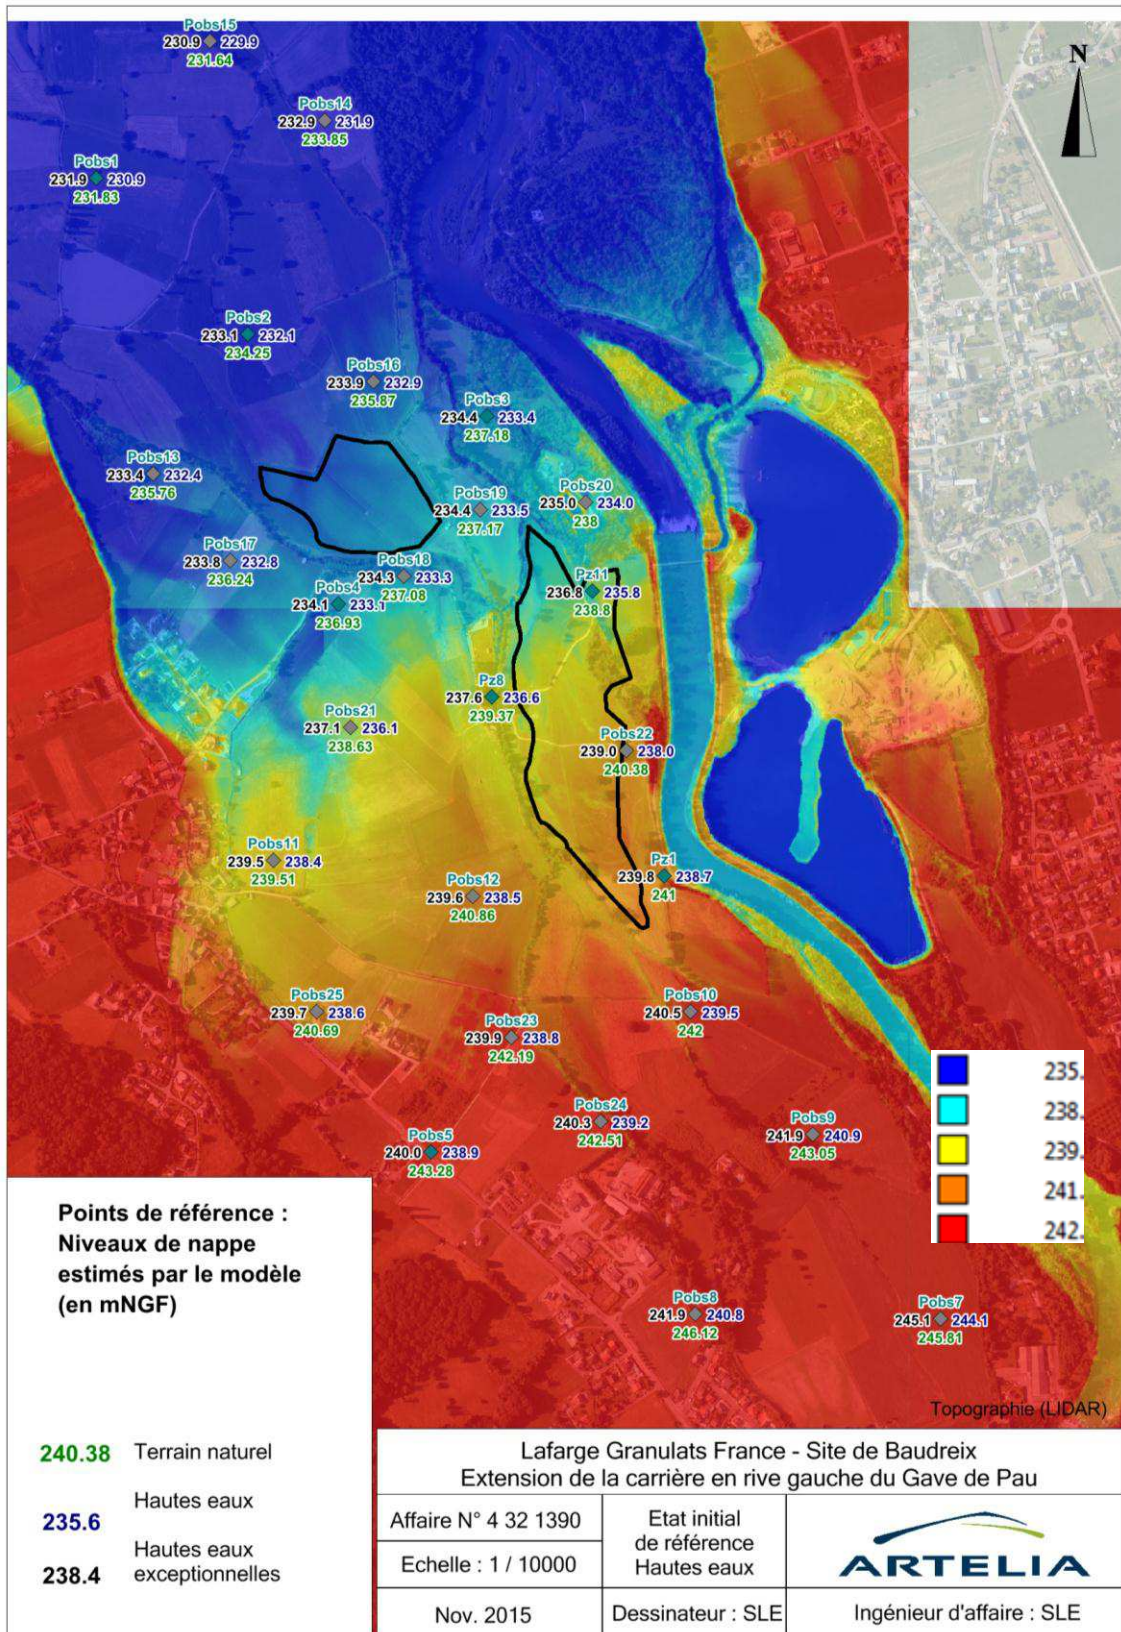 Pobs15
230.9 229.9
231.64
N
Pobs14
232.9 231.9
233.85
Pobs1
231.9 230.9
231.83
Pobs2
233.1 232.1
234.25
Pobs16
233.9 232.9
235.87
Pobs3
234.4 233.4
237.18
Pobs13
233.4 232.4
235.76
Pobs19
234.4 233.5
237.17
Pobs20
235.0 234.0
238
Pobs17
233.8 232.8
236.24
Pobs18
234.3 233.3
237.08
Pobs4
234.1 233.1
236.93
Pz11
236.8 235.8
238.8
Pz8
237.6 236.6
239.37
Pobs21
237.1 236.1
238.63
Pobs22
239.0 238.0
240.38
Pobs11
239.5 238.4
239.51
Pobs12
239.6 238.5
240.86
Pz1
239.8 238.7
241
Pobs25
239.7 238.6
240.69
Pobs23
239.9 238.8
242.19
Pobs10
240.5 239.5
242
Pobs24
240.3 239.2
242.51
Pobs9
241.9 240.9
243.05
Pobs5
240.0 238.9
243.28
Pobs8
241.9 240.8
246.12
Pobs7
245.1 244.1
245.81
235.
238.
239.
241.
242.
Topographie (LIDAR)
Points de référence :
Niveaux de nappe
estimés par le modèle
(en mNGF)
240.38 Terrain naturel
235.6 Hautes eaux
238.4 Hautes eaux
exceptionnelles
Lafarge Granulats France - Site de Baudreix
Extension de la carrière en rive gauche du Gave de Pau
Affaire N° 4 32 1390
Echelle : 1 / 10000
Nov. 2015
Etat initial
de référence
Hautes eaux
Dessinateur : SLE
ARTELIA
Ingénieur d'affaire : SLE